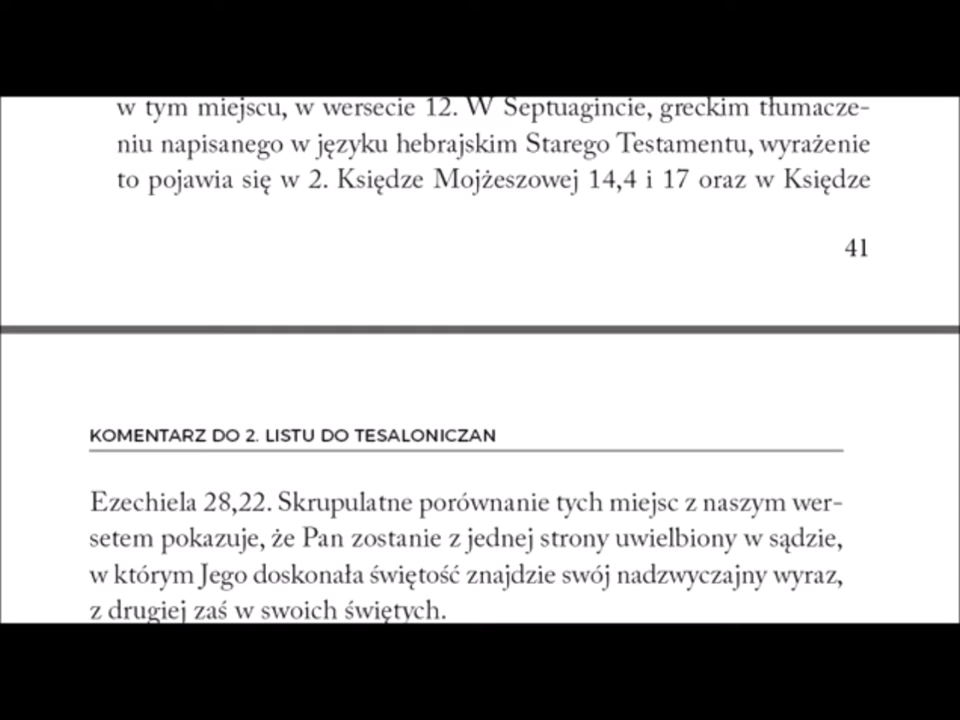 w tym miejscu, w wersecie 12. W Septuagincie, greckim tłumacze-
niu napisanego w języku hebrajskim Starego Testamentu, wyrażenie
to pojawia się w 2. Księdze Mojżeszowej 14,4 i 17 oraz w Księdze
41
KOMENTARZ DO 2. LISTU DO TESALONICZAN
Ezechiela 28,22. Skrupulatne porównanie tych miejsc z naszym wer-
setem pokazuje, że Pan zostanie z jednej strony uwielbiony w sądzie,
w którym Jego doskonała świętość znajdzie swój nadzwyczajny wyraz,
z drugiej zaś w swoich świętych.